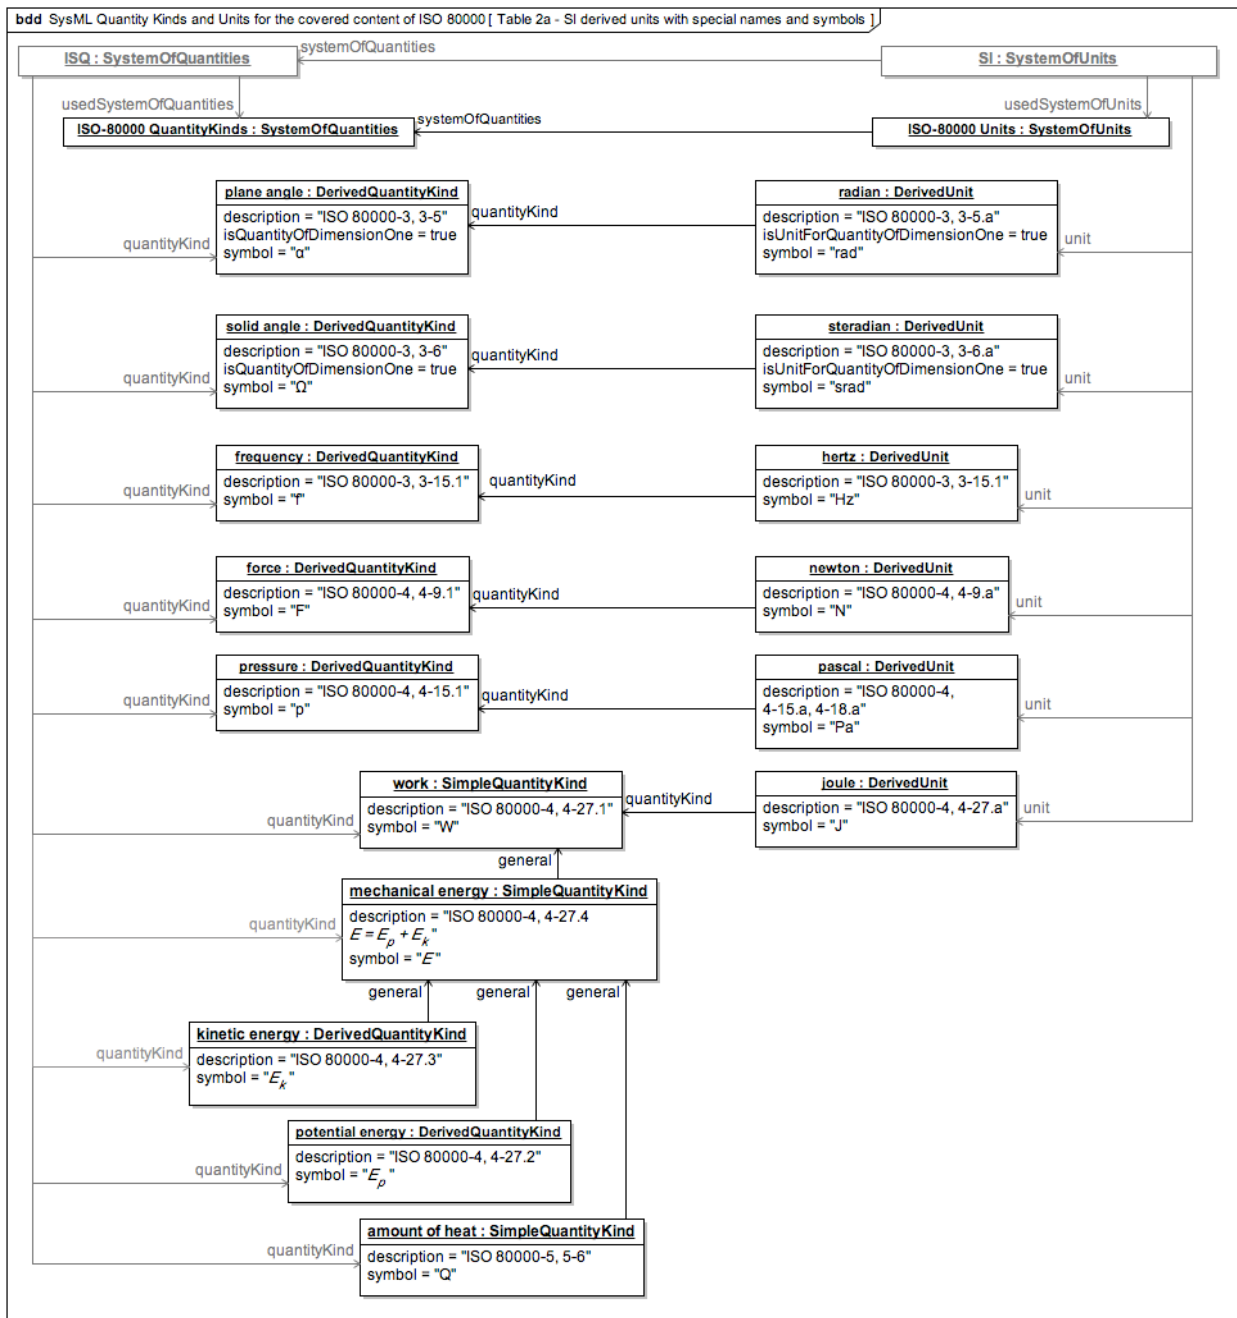 bdd SysML Quantity Kinds and Units for the covered content of ISO 80000 [ Table 2a - SI derived units with special names and symbols ]
systemOfQuantities
ISQ : SystemOfQuantities
SI : SystemOfUnits
usedSystemOfQuantities
usedSystemOfUnits
systemOfQuantities
ISO-80000 QuantityKinds : SystemOfQuantities
ISO-80000 Units : SystemOfUnits
plane angle : DerivedQuantityKind
description = "ISO 80000-3, 3-5"
isQuantityOfDimensionOne = true
symbol = "α"
quantityKind
quantityKind
radian : DerivedUnit
description = "ISO 80000-3, 3-5.a"
isUnitForQuantityOfDimensionOne = true
symbol = "rad"
unit
solid angle : DerivedQuantityKind
description = "ISO 80000-3, 3-6"
isQuantityOfDimensionOne = true
symbol = "Ω"
quantityKind
quantityKind
steradian : DerivedUnit
description = "ISO 80000-3, 3-6.a"
isUnitForQuantityOfDimensionOne = true
symbol = "srad"
unit
frequency : DerivedQuantityKind
description = "ISO 80000-3, 3-15.1"
symbol = "f"
quantityKind
quantityKind
hertz : DerivedUnit
description = "ISO 80000-3, 3-15.1"
symbol = "Hz"
unit
force : DerivedQuantityKind
description = "ISO 80000-4, 4-9.1"
symbol = "F"
quantityKind
quantityKind
newton : DerivedUnit
description = "ISO 80000-4, 4-9.a"
symbol = "N"
unit
pressure : DerivedQuantityKind
description = "ISO 80000-4, 4-15.1"
symbol = "p"
quantityKind
quantityKind
pascal : DerivedUnit
description = "ISO 80000-4,
4-15.a, 4-18.a"
symbol = "Pa"
unit
work : SimpleQuantityKind
description = "ISO 80000-4, 4-27.1"
symbol = "W"
quantityKind
quantityKind
joule : DerivedUnit
description = "ISO 80000-4, 4-27.a"
symbol = "J"
unit
general
mechanical energy : SimpleQuantityKind
description = "ISO 80000-4, 4-27.4
E = E_p + E_k"
symbol = "E"
quantityKind
general
general
general
kinetic energy : DerivedQuantityKind
description = "ISO 80000-4, 4-27.3"
symbol = "E_k"
quantityKind
potential energy : DerivedQuantityKind
description = "ISO 80000-4, 4-27.2"
symbol = "E_p"
quantityKind
amount of heat : SimpleQuantityKind
description = "ISO 80000-5, 5-6"
symbol = "Q"
quantityKind